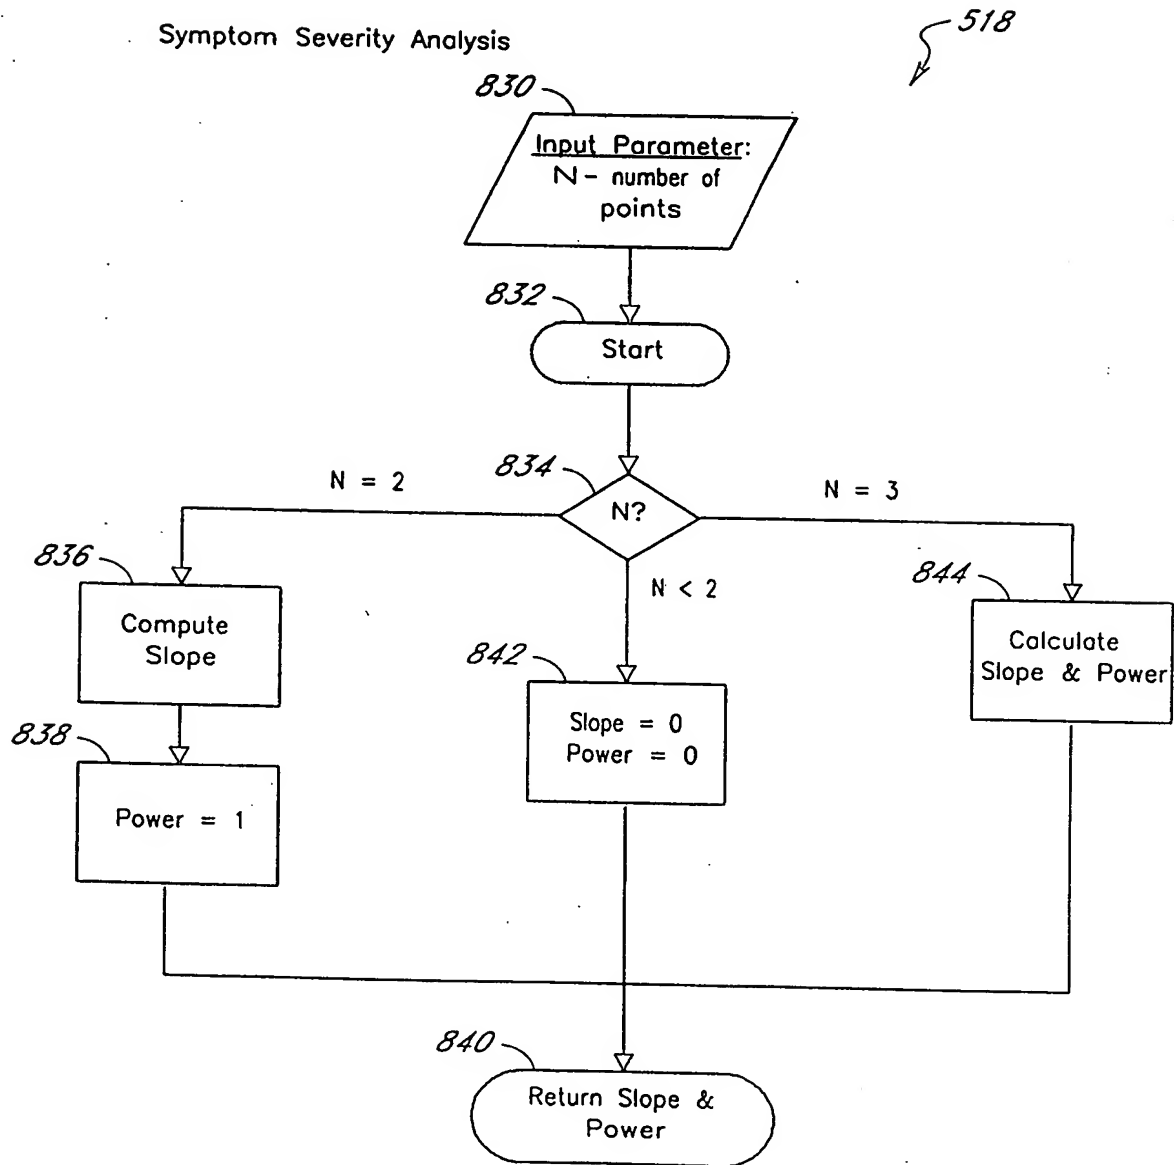 Symptom Severity Analysis
518
830
Input Parameter:
N - number of
points
832
Start
834
N?
N = 2
N = 3
N < 2
836
Compute
Slope
838
Power = 1
842
Slope = 0
Power = 0
844
Calculate
Slope & Power
840
Return Slope &
Power